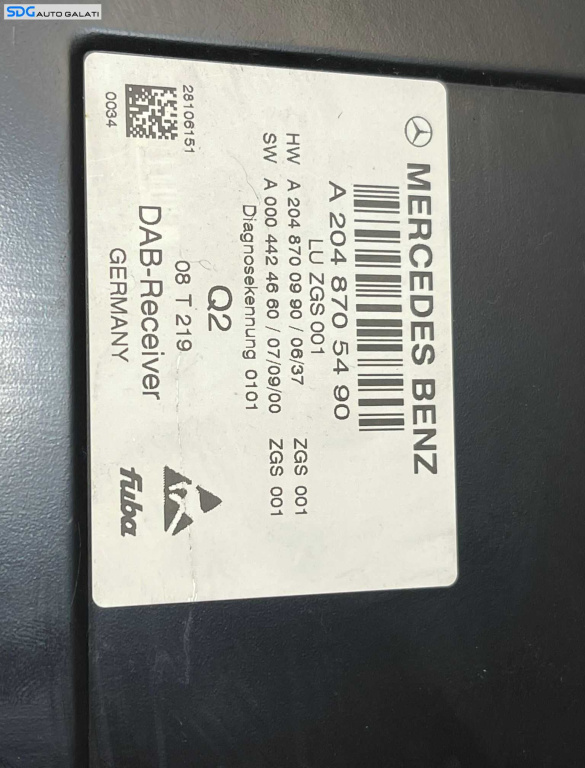 SDG AUTO GALATI
MERCEDES BENZ
A 204 870 54 90
LU ZGS 001
HW A 204 870 09 90 / 06/37 ZGS 001
SW A 000 442 46 60 / 07/09/00 ZGS 001
Diagnosekennung 0101
Q2
28106151
0034
08 T 219
DAB-Receiver
GERMANY
fuba